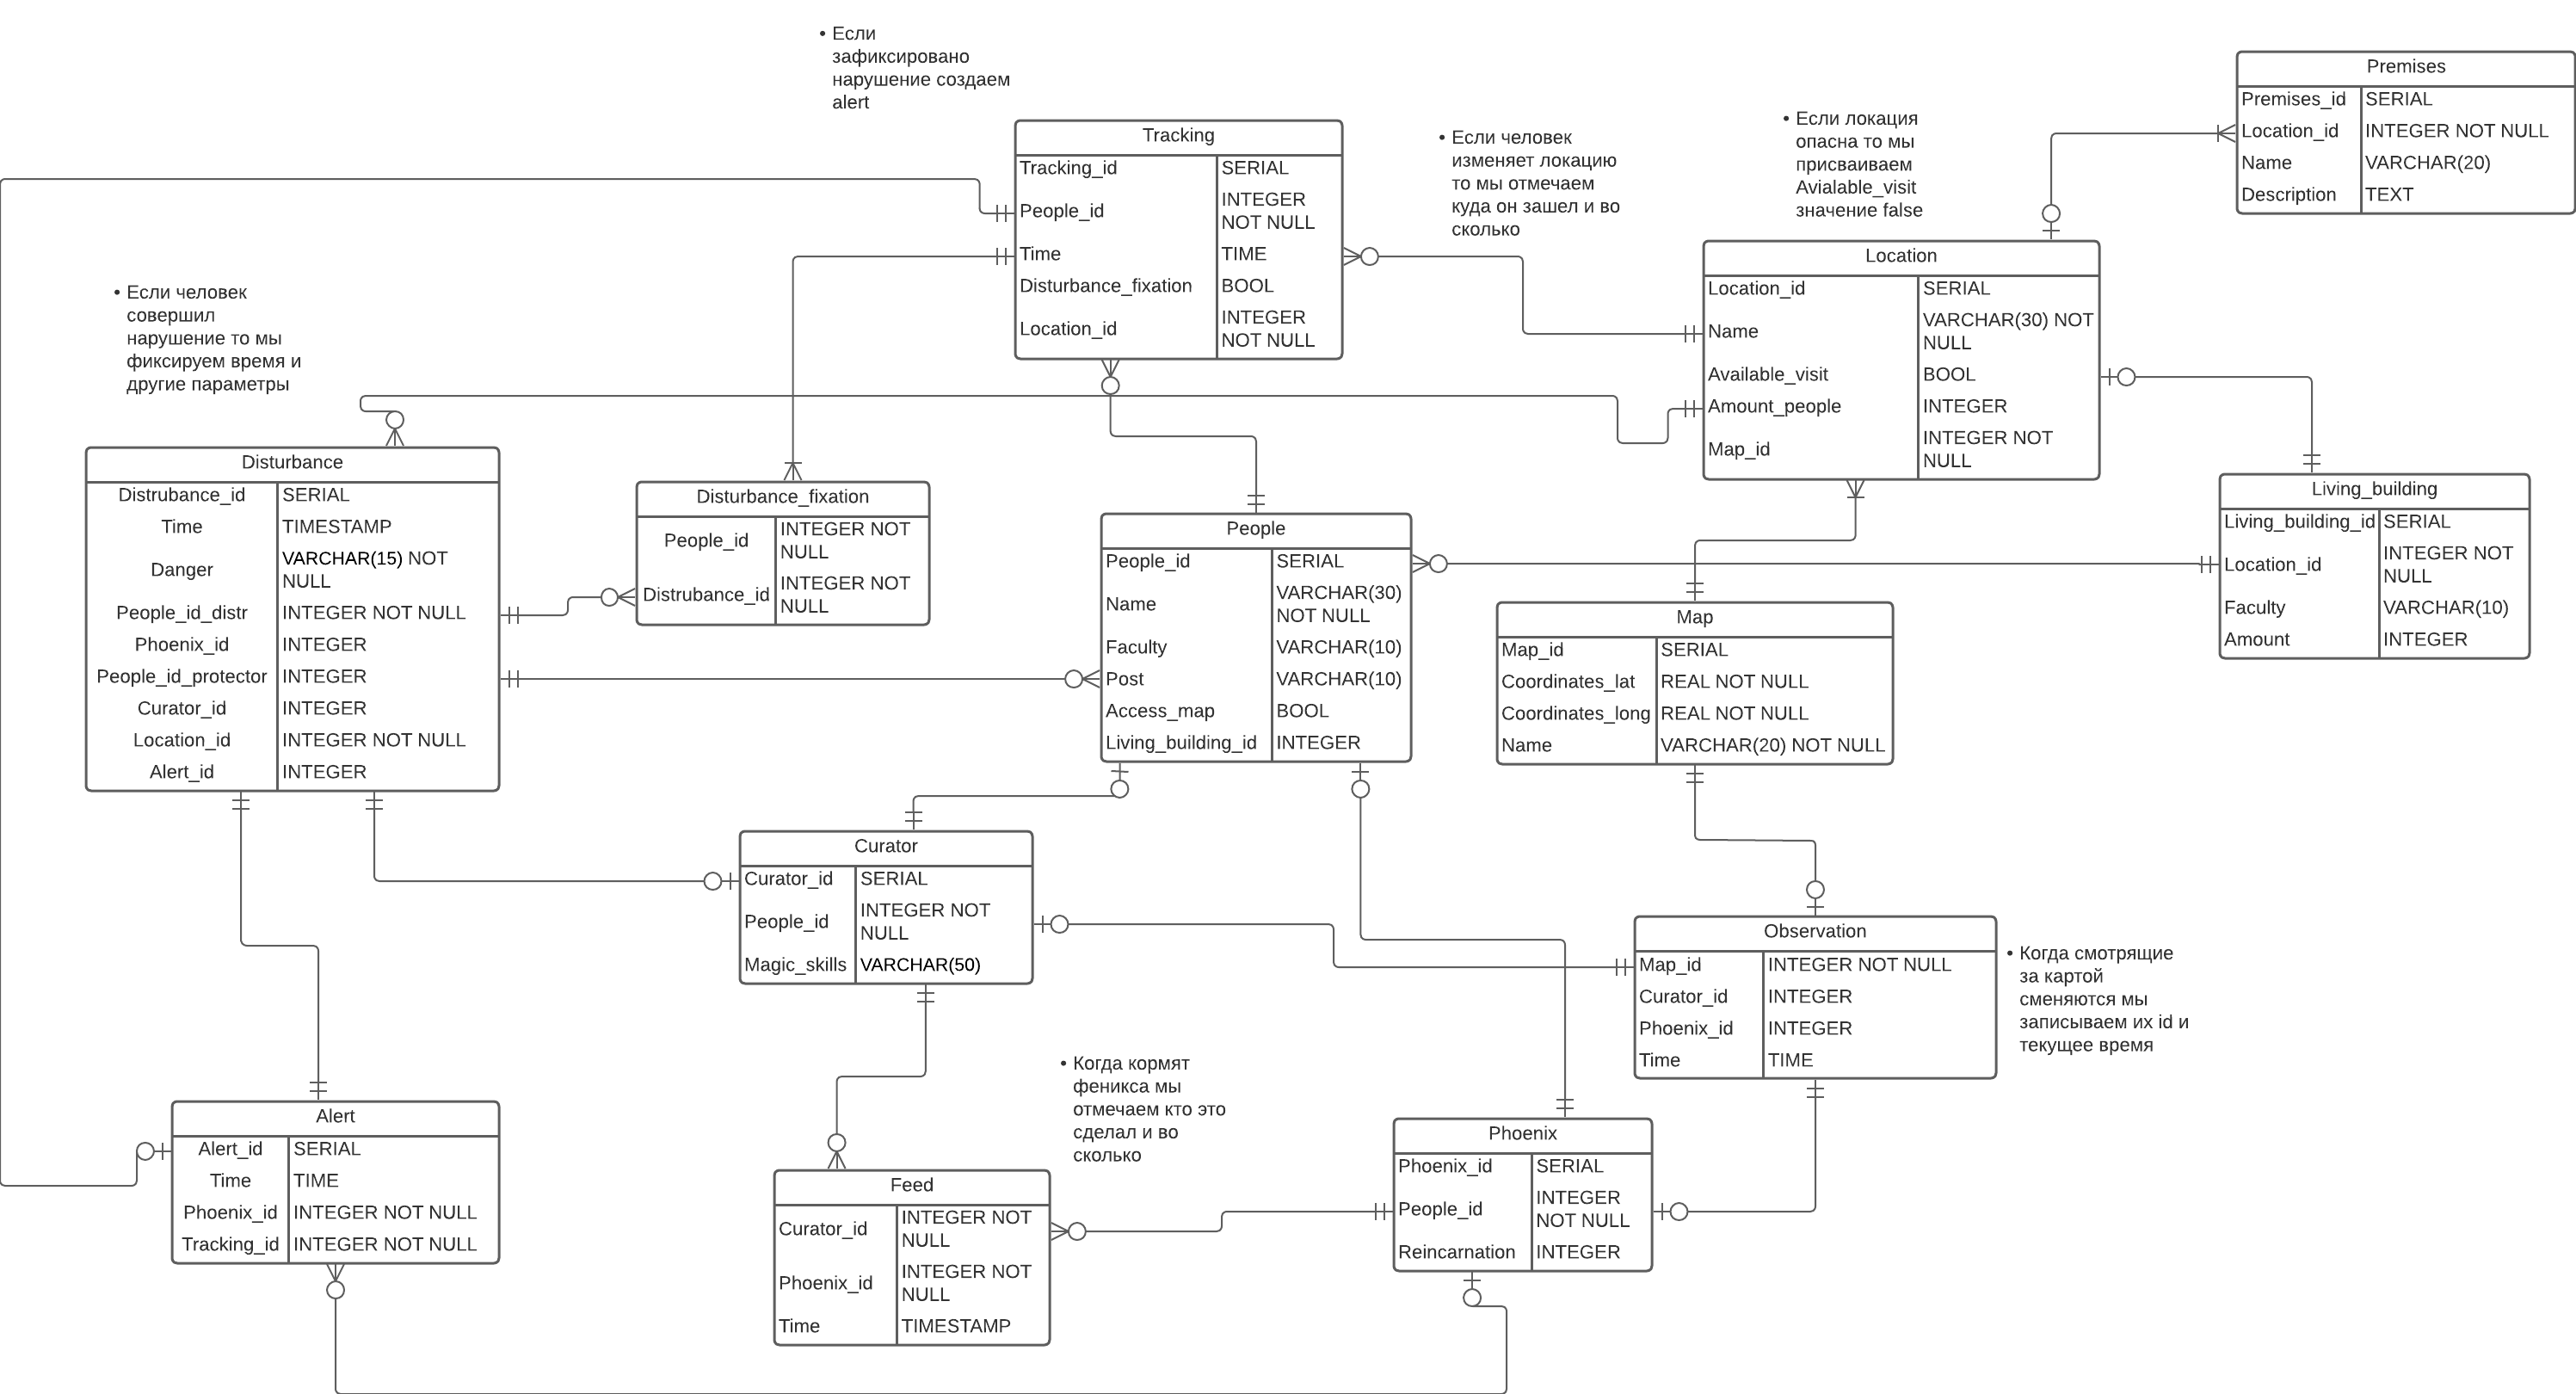 • Если
зафиксировано
нарушение создаем
alert
Premises
Premises_id SERIAL
Location_id INTEGER NOT NULL
Name VARCHAR(20)
Description TEXT
• Если локация
опасна то мы
присваиваем
Avialable_visit
значение false
• Если человек
изменяет локацию
то мы отмечаем
куда он зашел и во
сколько
Tracking
Tracking_id SERIAL
People_id INTEGER
NOT NULL
Time TIME
Disturbance_fixation BOOL
Location_id INTEGER
NOT NULL
Location
Location_id SERIAL
Name VARCHAR(30) NOT
NULL
Available_visit BOOL
Amount_people INTEGER
Map_id INTEGER NOT
NULL
• Если человек
совершил
нарушение то мы
фиксируем время и
другие параметры
Disturbance
Distrubance_id SERIAL
Time TIMESTAMP
Danger VARCHAR(15) NOT
NULL
People_id_distr INTEGER NOT NULL
Phoenix_id INTEGER
People_id_protector INTEGER
Curator_id INTEGER
Location_id INTEGER NOT NULL
Alert_id INTEGER
Disturbance_fixation
People_id INTEGER NOT
NULL
Distrubance_id INTEGER NOT
NULL
People
People_id SERIAL
Name VARCHAR(30)
NOT NULL
Faculty VARCHAR(10)
Post VARCHAR(10)
Access_map BOOL
Living_building_id INTEGER
Living_building
Living_building_id SERIAL
Location_id INTEGER NOT
NULL
Faculty VARCHAR(10)
Amount INTEGER
Map
Map_id SERIAL
Coordinates_lat REAL NOT NULL
Coordinates_long REAL NOT NULL
Name VARCHAR(20) NOT NULL
Curator
Curator_id SERIAL
People_id INTEGER NOT
NULL
Magic_skills VARCHAR(50)
Observation
Map_id INTEGER NOT NULL
Curator_id INTEGER
Phoenix_id INTEGER
Time TIME
• Когда смотрящие
за картой
сменяются мы
записываем их id и
текущее время
• Когда кормят
феникса мы
отмечаем кто это
сделал и во
сколько
Alert
Alert_id SERIAL
Time TIME
Phoenix_id INTEGER NOT NULL
Tracking_id INTEGER NOT NULL
Feed
Curator_id INTEGER NOT
NULL
Phoenix_id INTEGER NOT
NULL
Time TIMESTAMP
Phoenix
Phoenix_id SERIAL
People_id INTEGER
NOT NULL
Reincarnation INTEGER